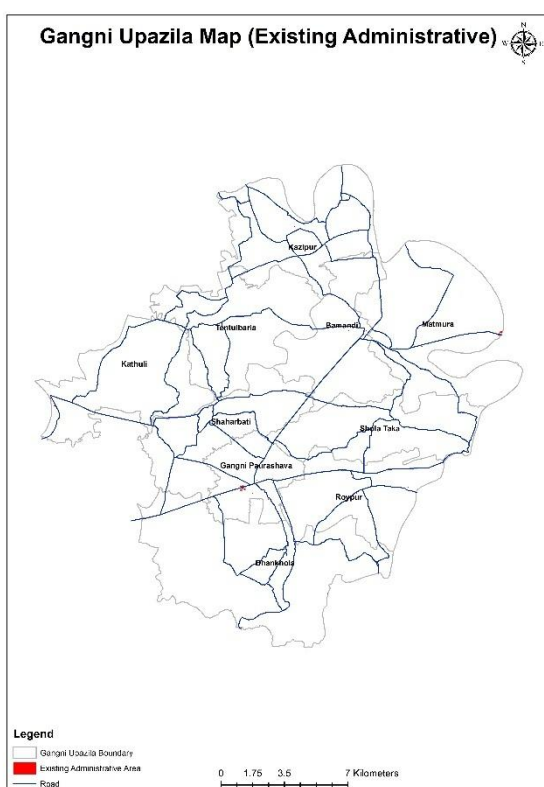 Gangni Upazila Map (Existing Administrative)
N
W E
S
Kazipur
Tentulbaria
Bamandi
Matmura
Kathuli
Shaharbati
Shola Taka
Gangni Paurashava
Roypur
Dhankhola
Legend
Gangni Upazila Boundary
Existing Administrative Area
Road
0 1.75 3.5 7 Kilometers